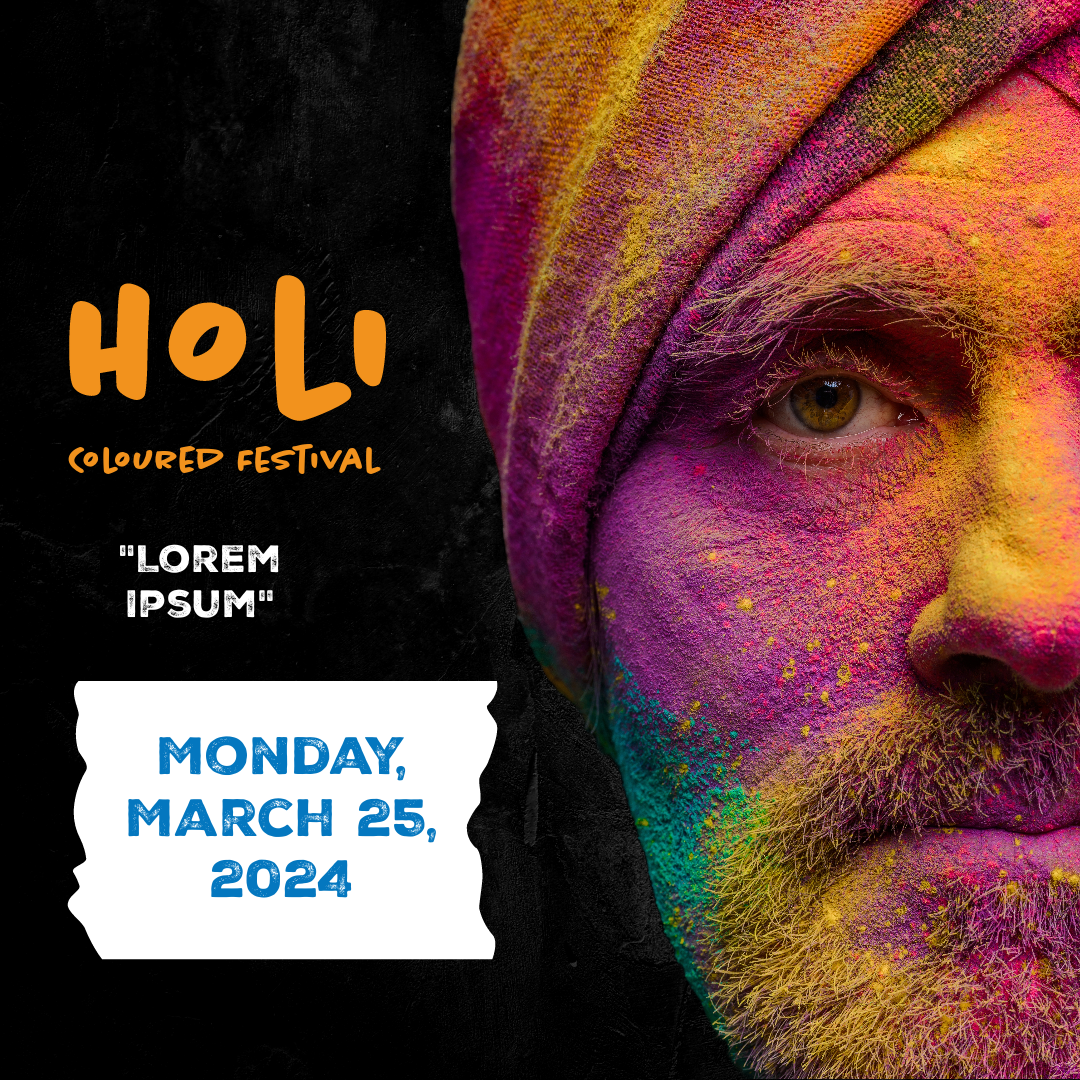 HOLI
COLOURED FESTIVAL
"LOREM
IPSUM"
MONDAY,
MARCH 25,
2024